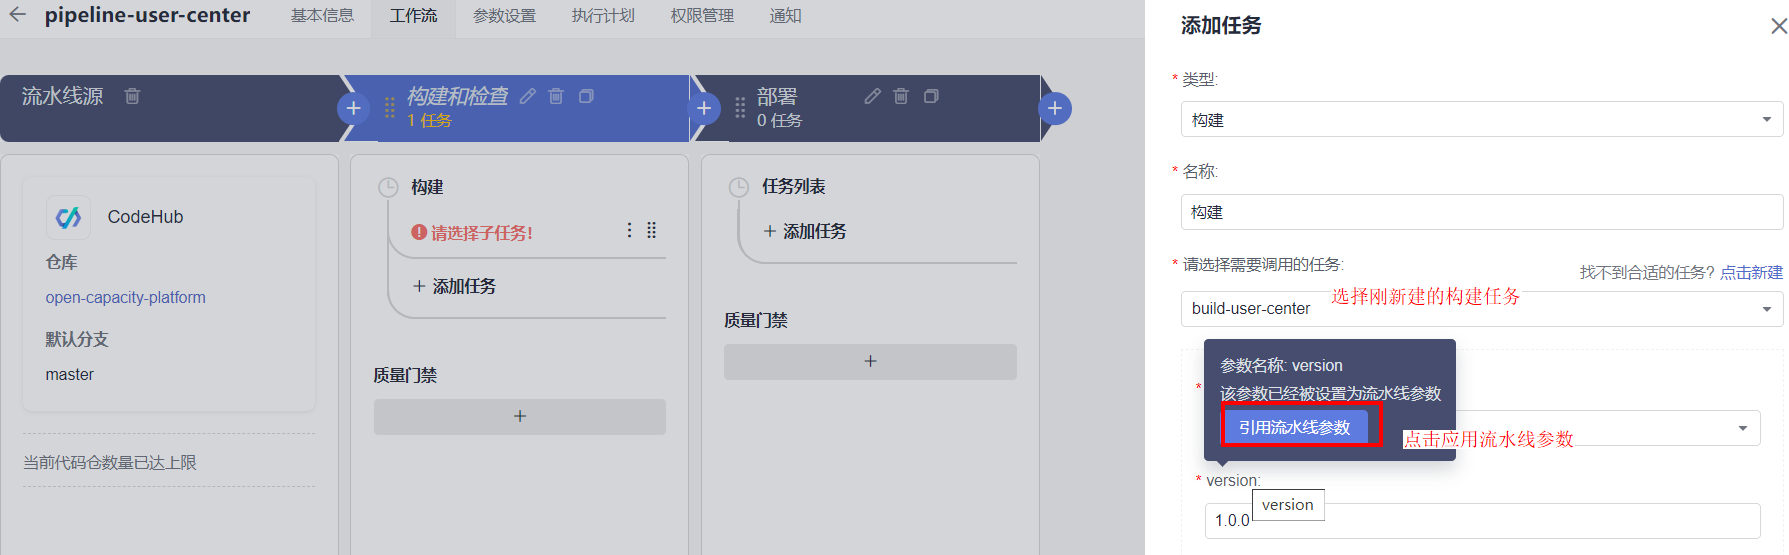 pipeline-user-center
基本信息
工作流
参数设置
执行计划
权限管理
通知
流水线源
构建和检查
1 任务
部署
0 任务
CodeHub
仓库
open-capacity-platform
默认分支
master
当前代码仓数量已达上限
构建
请选择子任务!
+ 添加任务
质量门禁
+
任务列表
+ 添加任务
质量门禁
+
添加任务
* 类型:
构建
* 名称:
构建
* 请选择需要调用的任务:
找不到合适的任务? 点击新建
build-user-center
选择刚新建的构建任务
参数名称: version
该参数已经被设置为流水线参数
引用流水线参数
点击应用流水线参数
*
* version:
version
1.0.0